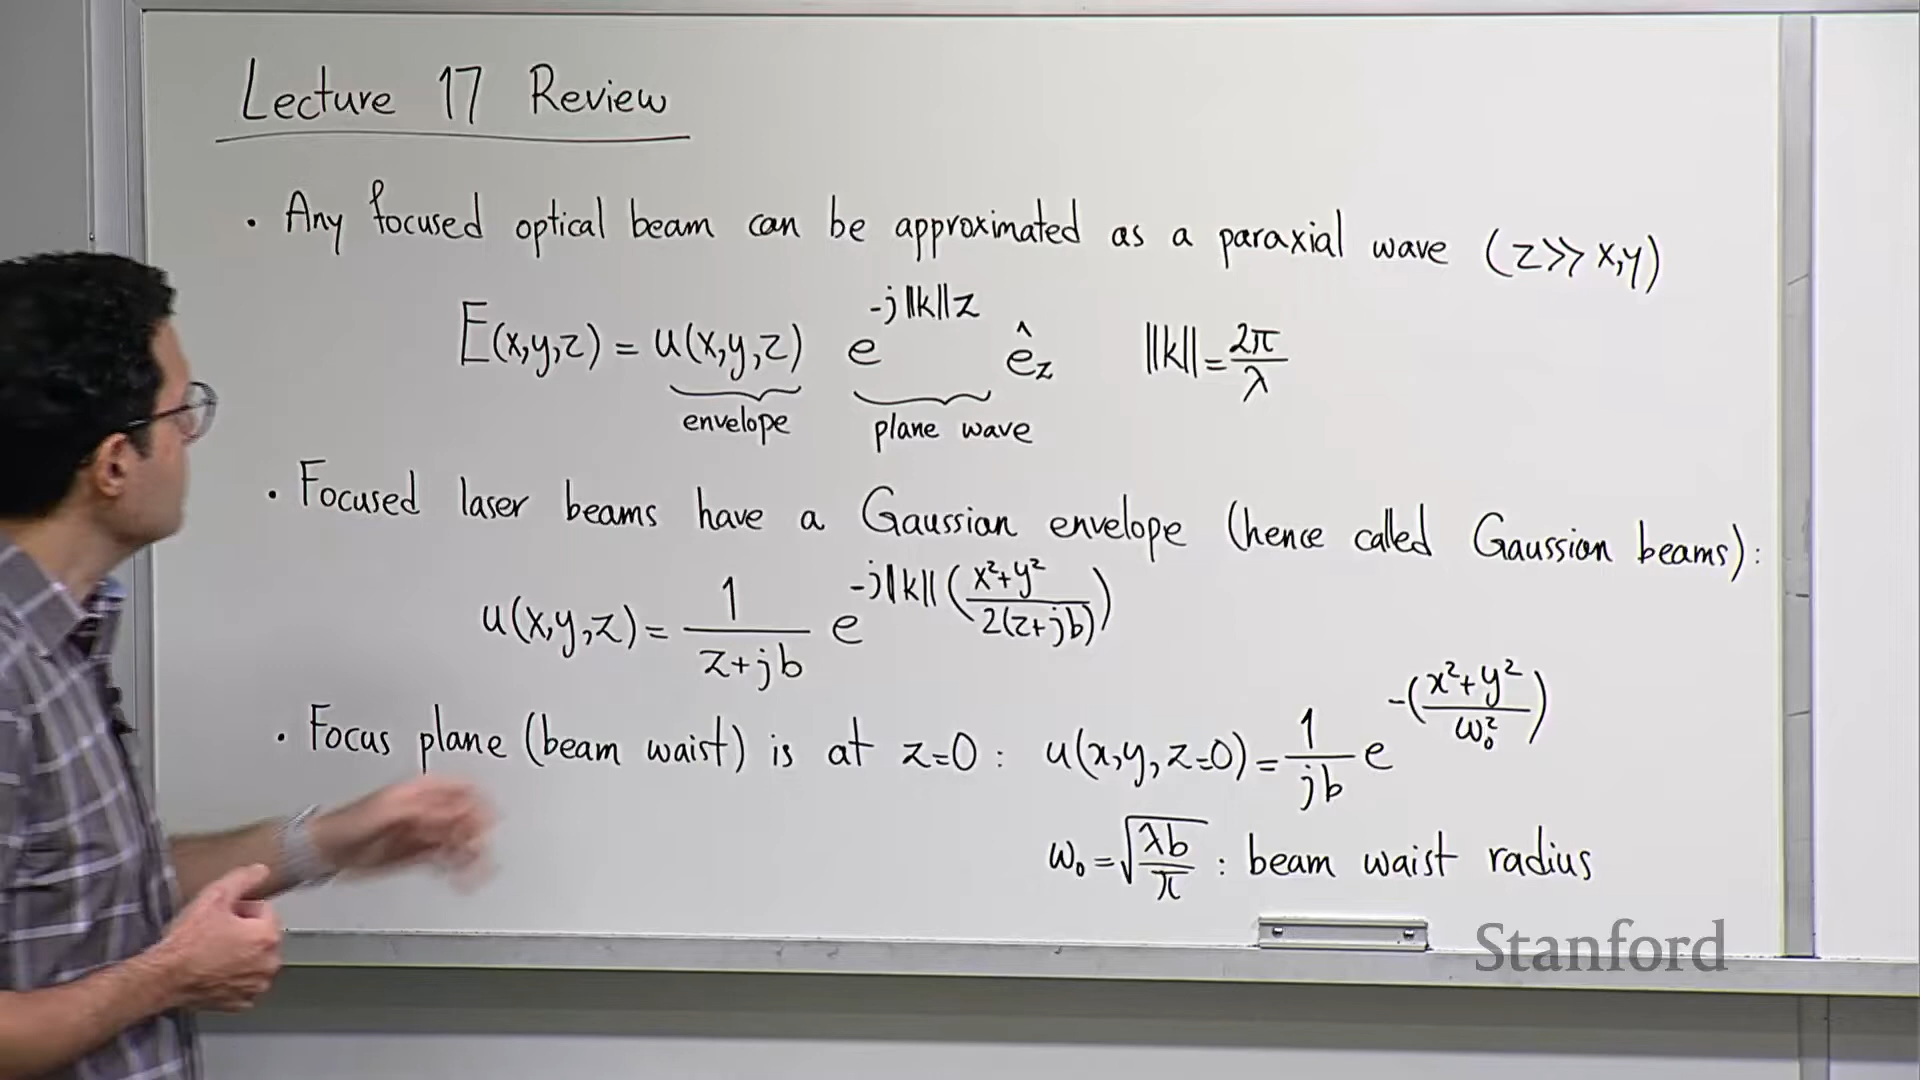 Lecture 17 Review
• Any focused optical beam can be approximated as a paraxial wave (z>>x,y)
E(x,y,z) = u(x,y,z) e^{-j||k||z} ê_z ||k|| = 2π/λ
envelope plane wave
• Focused laser beams have a Gaussian envelope (hence called Gaussian beams):
u(x,y,z) = 1/(z+jb) e^{-j||k||((x²+y²)/(2(z+jb)))}
• Focus plane (beam waist) is at z=0 : u(x,y,z=0) = 1/(jb) e^{-((x²+y²)/ω₀²)}
ω₀ = √(λb/π) : beam waist radius
Stanford